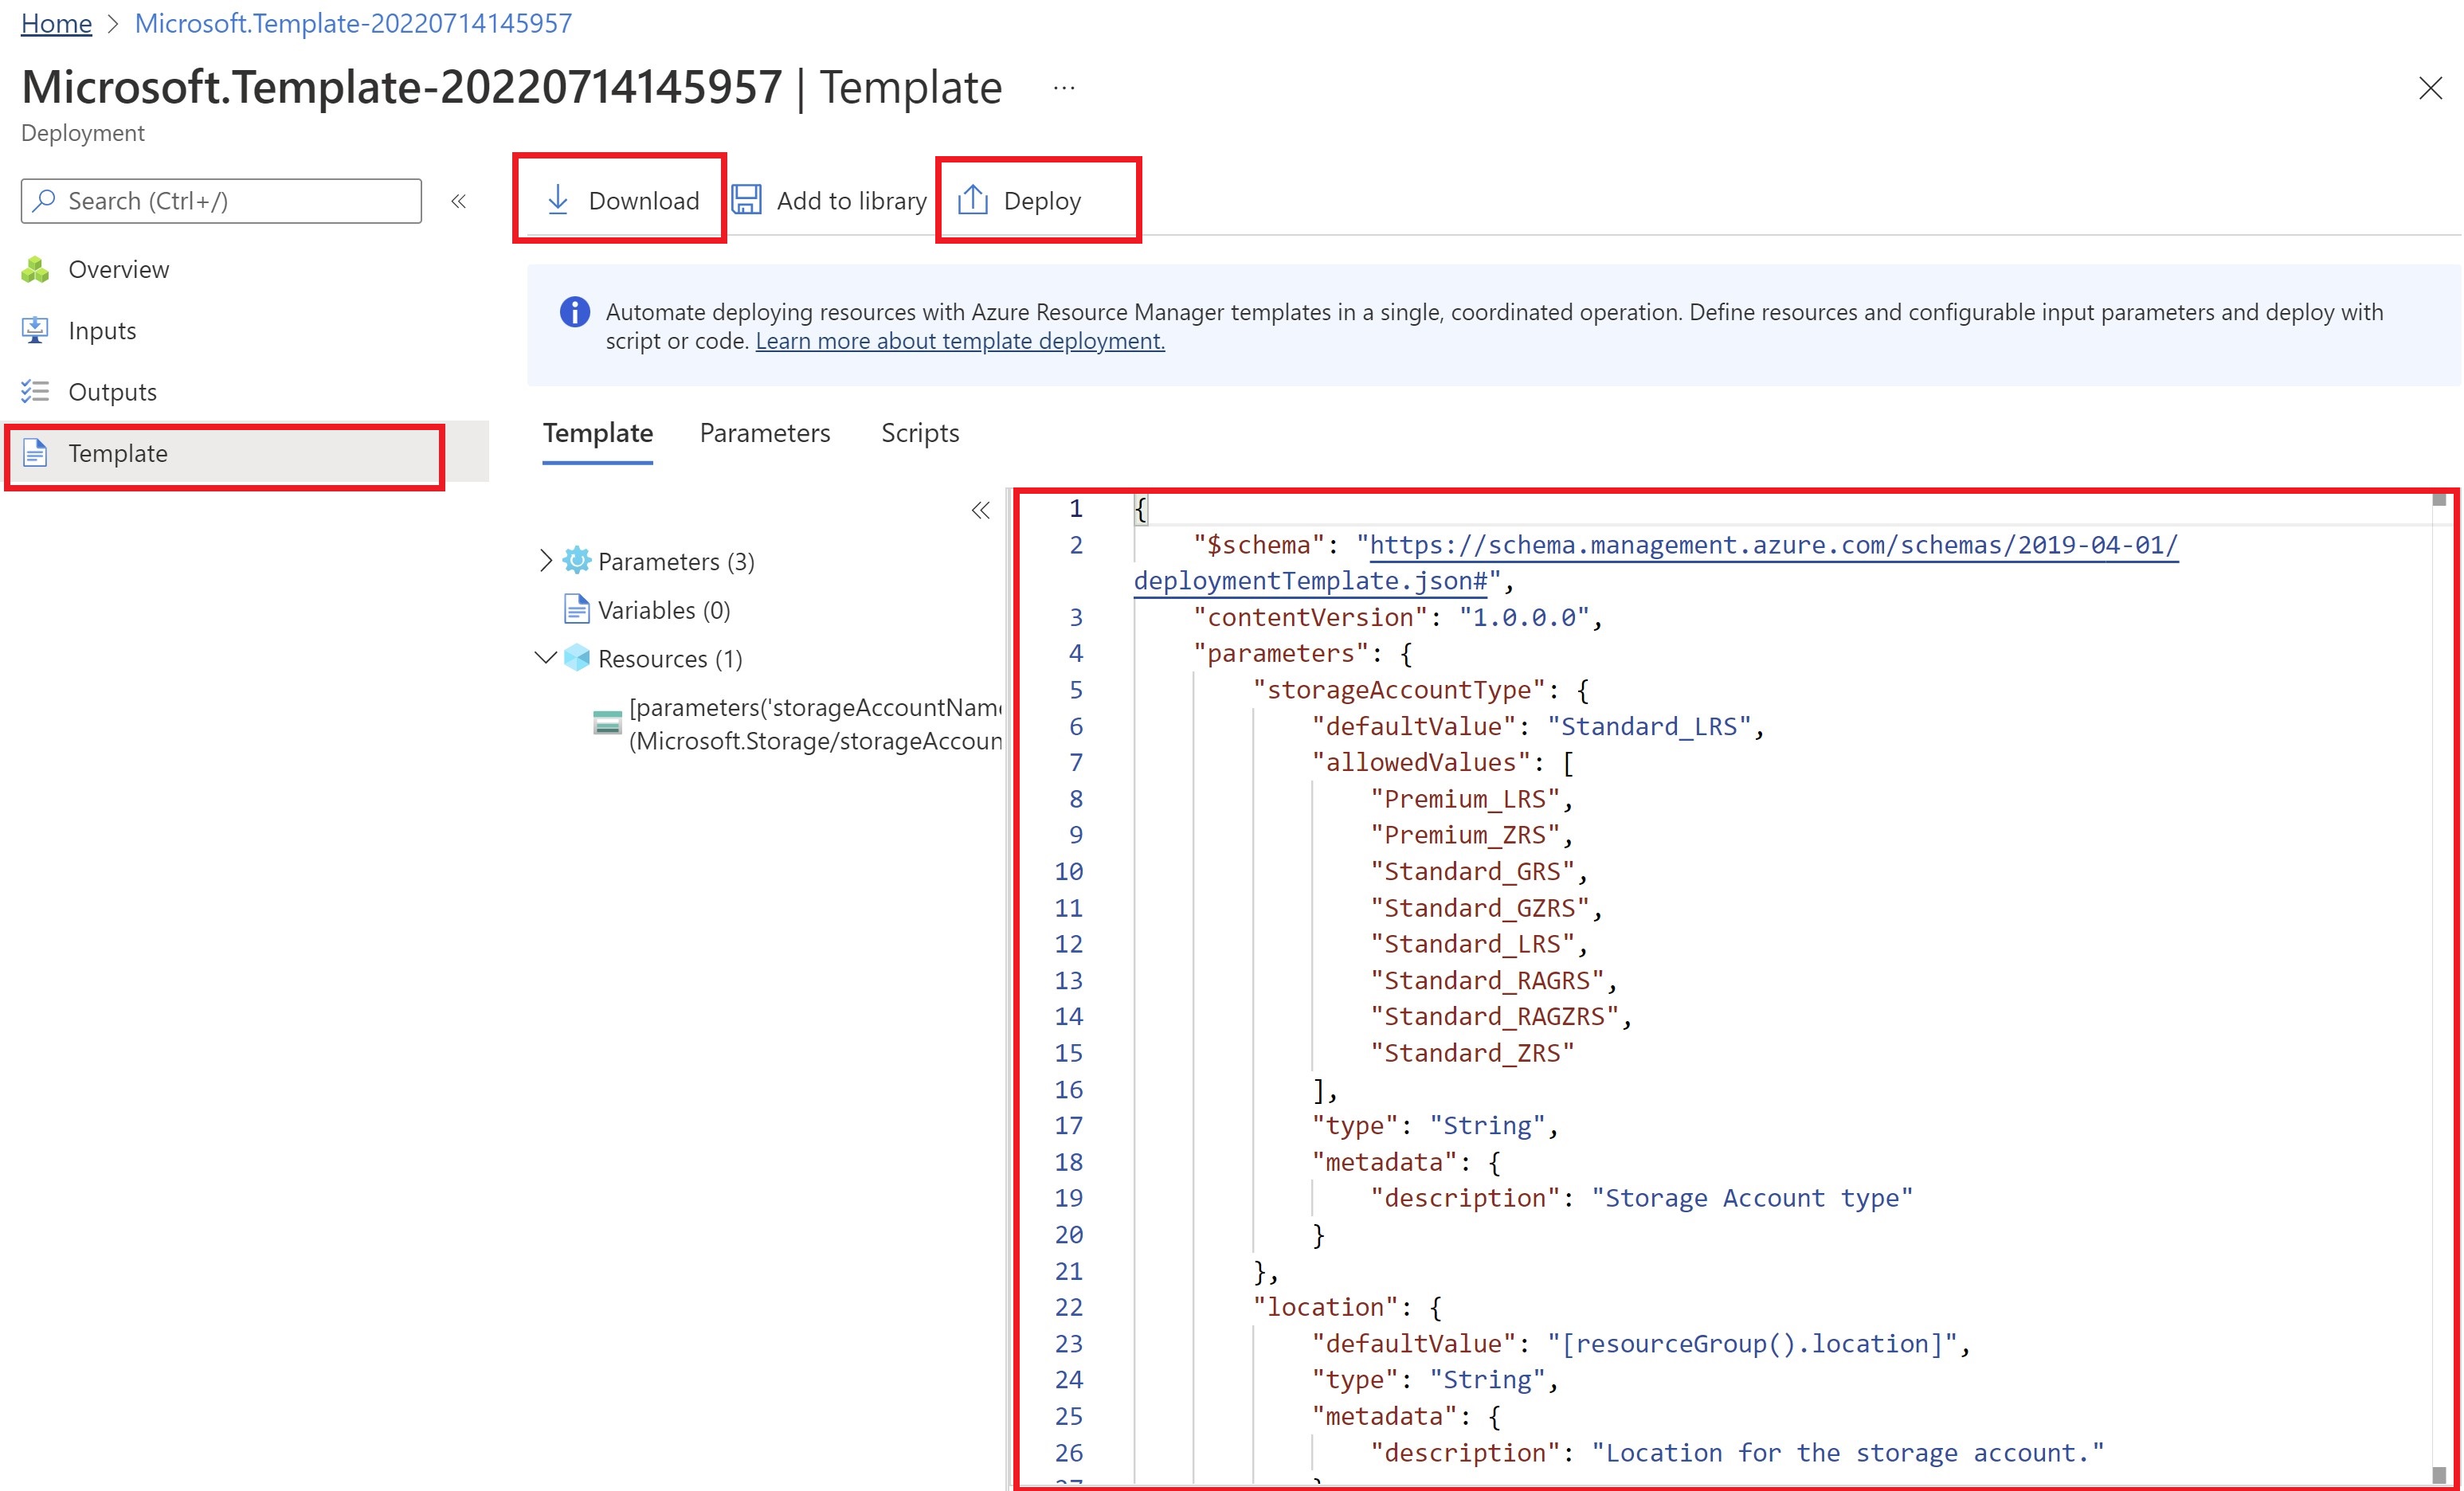 Home > Microsoft.Template-20220714145957
Microsoft.Template-20220714145957 | Template ...
Deployment
Search (Ctrl+/)
«
Overview
Inputs
Outputs
Template
Download
Add to library
Deploy
Automate deploying resources with Azure Resource Manager templates in a single, coordinated operation. Define resources and configurable input parameters and deploy with
script or code. Learn more about template deployment.
Template Parameters Scripts
«
Parameters (3)
Variables (0)
Resources (1)
[parameters('storageAccountName
(Microsoft.Storage/storageAccoun
1 {
2 "$schema": "https://schema.management.azure.com/schemas/2019-04-01/
deploymentTemplate.json#",
3 "contentVersion": "1.0.0.0",
4 "parameters": {
5 "storageAccountType": {
6 "defaultValue": "Standard_LRS",
7 "allowedValues": [
8 "Premium_LRS",
9 "Premium_ZRS",
10 "Standard_GRS",
11 "Standard_GZRS",
12 "Standard_LRS",
13 "Standard_RAGRS",
14 "Standard_RAGZRS",
15 "Standard_ZRS"
16 ],
17 "type": "String",
18 "metadata": {
19 "description": "Storage Account type"
20 }
21 },
22 "location": {
23 "defaultValue": "[resourceGroup().location]",
24 "type": "String",
25 "metadata": {
26 "description": "Location for the storage account."